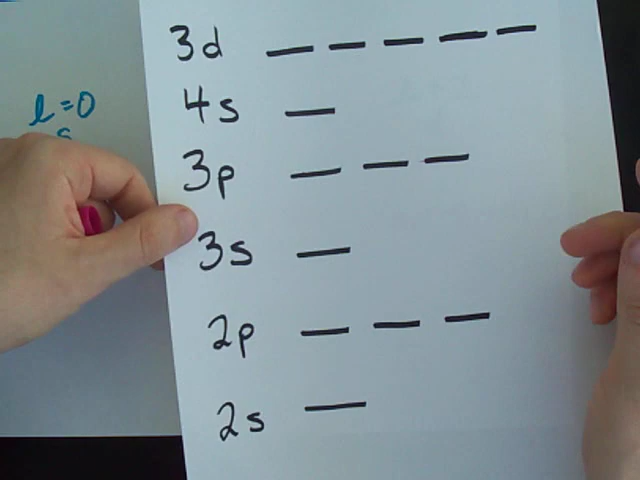 3d _ _ _ _ _
4s _
3p _ _ _
3s _
2p _ _ _
2s _
l=0
s